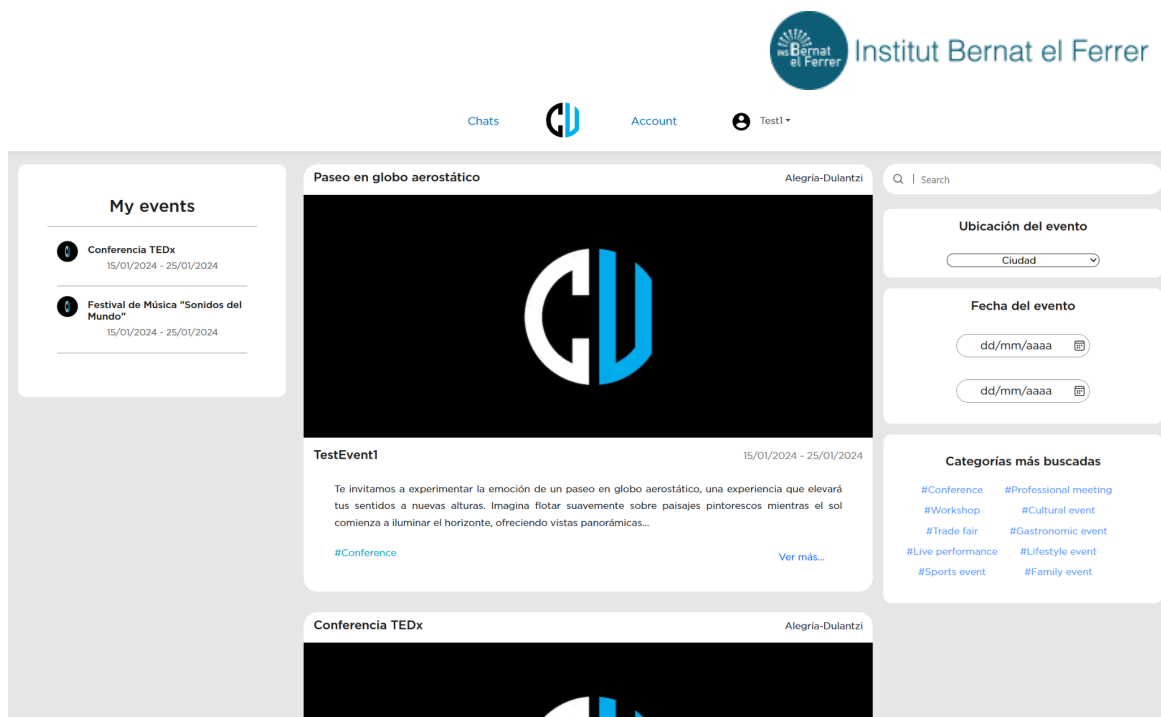 INS Bernat
el Ferrer
Institut Bernat el Ferrer
Chats
CU
Account
Test1
My events
Conferencia TEDx
15/01/2024 - 25/01/2024
Festival de Música "Sonidos del
Mundo"
15/01/2024 - 25/01/2024
Paseo en globo aerostático
Alegría-Dulantzi
CU
TestEvent1
15/01/2024 - 25/01/2024
Te invitamos a experimentar la emoción de un paseo en globo aerostático, una experiencia que elevará
tus sentidos a nuevas alturas. Imagina flotar suavemente sobre paisajes pintorescos mientras el sol
comienza a iluminar el horizonte, ofreciendo vistas panorámicas...
#Conference
Ver más...
Conferencia TEDx
Alegría-Dulantzi
Search
Ubicación del evento
Ciudad
Fecha del evento
dd/mm/aaaa
dd/mm/aaaa
Categorías más buscadas
#Conference #Professional meeting
#Workshop #Cultural event
#Trade fair #Gastronomic event
#Live performance #Lifestyle event
#Sports event #Family event